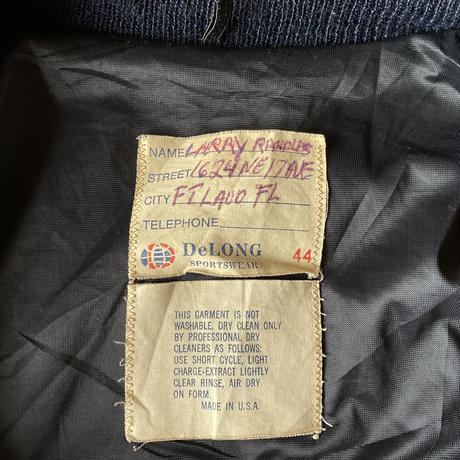 NAME LARRY RANDLES
STREET 1624 NE 17 AVE
CITY FT LAUD FL
TELEPHONE
DeLONG 44
SPORTSWEAR
THIS GARMENT IS NOT
WASHABLE, DRY CLEAN ONLY
BY PROFESSIONAL DRY
CLEANERS AS FOLLOWS:
USE SHORT CYCLE, LIGHT
CHARGE-EXTRACT LIGHTLY
CLEAR RINSE, AIR DRY
ON FORM.
MADE IN U.S.A.